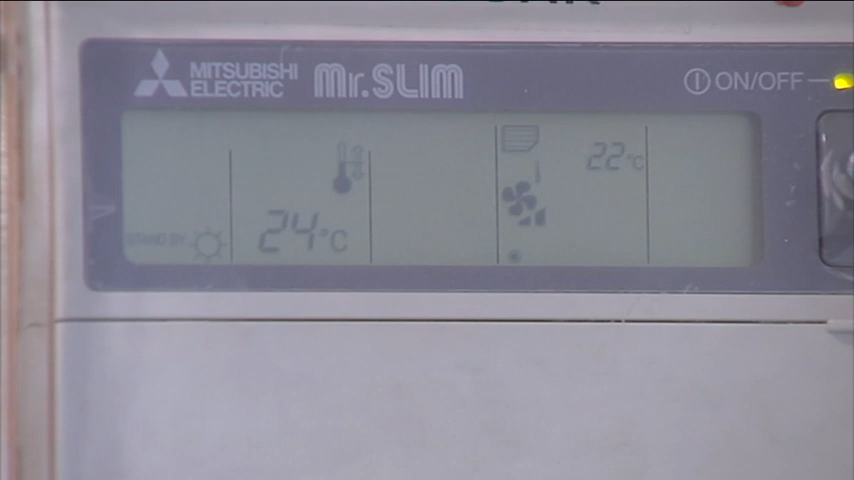 MITSUBISHI
ELECTRIC
Mr.SLIM
ON/OFF
22°C
STAND BY
24°C